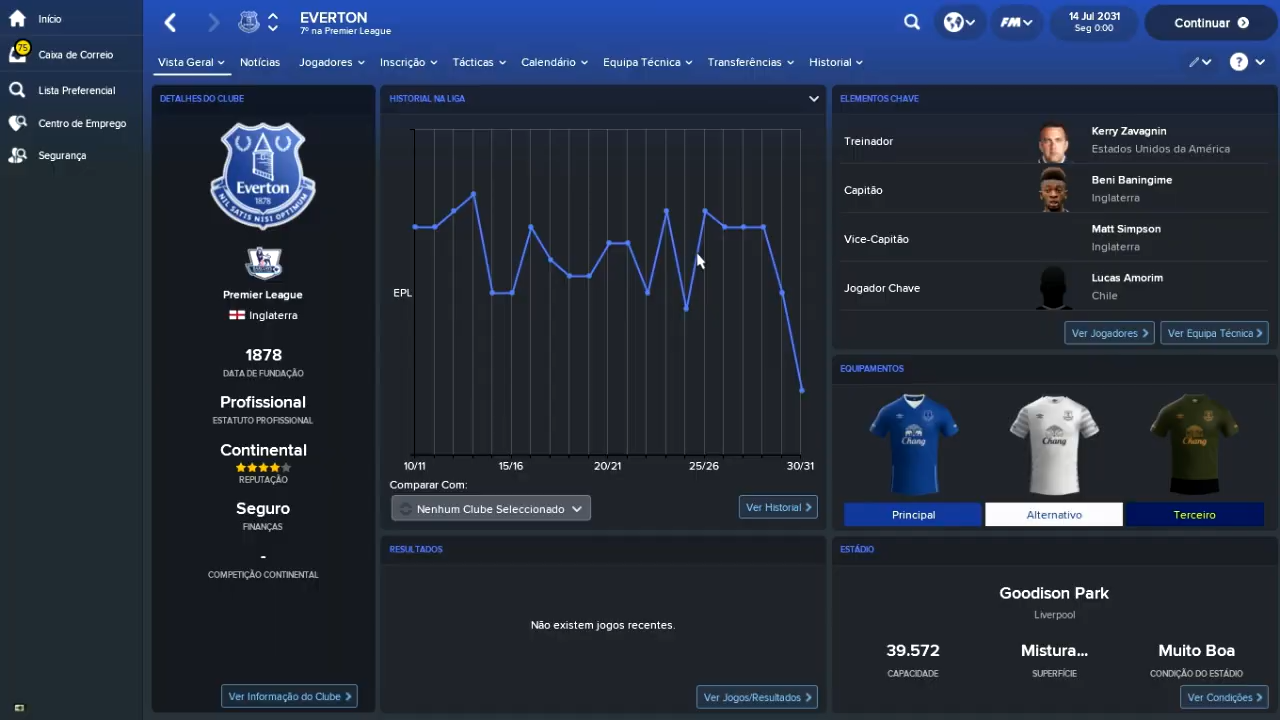 Início
75
Caixa de Correio
Lista Preferencial
Centro de Emprego
Segurança
EVERTON
7º na Premier League
FM
14 Jul 2031
Seg 0:00
Continuar
Vista Geral
Notícias
Jogadores
Inscrição
Tácticas
Calendário
Equipa Técnica
Transferências
Historial
?
DETALHES DO CLUBE
Everton
1878
NIL SATIS NISI OPTIMUM
Premier League
Inglaterra
1878
DATA DE FUNDAÇÃO
Profissional
ESTATUTO PROFISSIONAL
Continental
REPUTAÇÃO
Seguro
FINANÇAS
-
COMPETIÇÃO CONTINENTAL
Ver Informação do Clube
HISTORIAL NA LIGA
EPL
10/11
15/16
20/21
25/26
30/31
Comparar Com:
Nenhum Clube Seleccionado
Ver Historial
RESULTADOS
Não existem jogos recentes.
Ver Jogos/Resultados
ELEMENTOS CHAVE
Treinador
Kerry Zavagnin
Estados Unidos da América
Capitão
Beni Baningime
Inglaterra
Vice-Capitão
Matt Simpson
Inglaterra
Jogador Chave
Lucas Amorim
Chile
Ver Jogadores
Ver Equipa Técnica
EQUIPAMENTOS
Chang
Chang
Chang
Principal
Alternativo
Terceiro
ESTÁDIO
Goodison Park
Liverpool
39.572
CAPACIDADE
Mistura...
SUPERFÍCIE
Muito Boa
CONDIÇÃO DO ESTÁDIO
Ver Condições